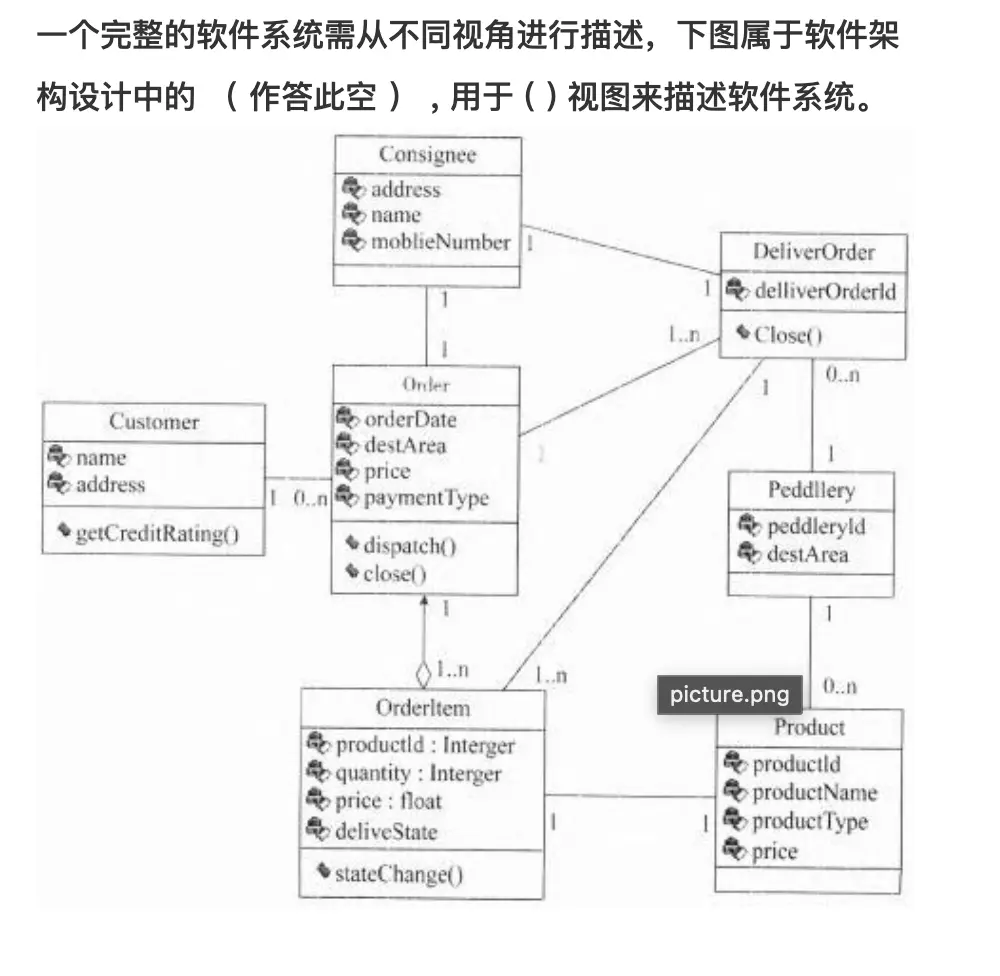 一个完整的软件系统需从不同视角进行描述，下图属于软件架
构设计中的 （ 作答此空 ） , 用于 ( ) 视图来描述软件系统。
Consignee
address
name
moblieNumber
1
1
DeliverOrder
delliverOrderId
Close()
1
1
1..n
1
0..n
1
1
Order
orderDate
destArea
price
paymentType
dispatch()
close()
Customer
name
address
getCreditRating()
1 0..n
Peddllery
peddleryId
destArea
1
0..n
1
1..n
1..n
picture.png
OrderItem
productId : Interger
quantity : Interger
price : float
deliveState
stateChange()
1
1
Product
productId
productName
productType
price